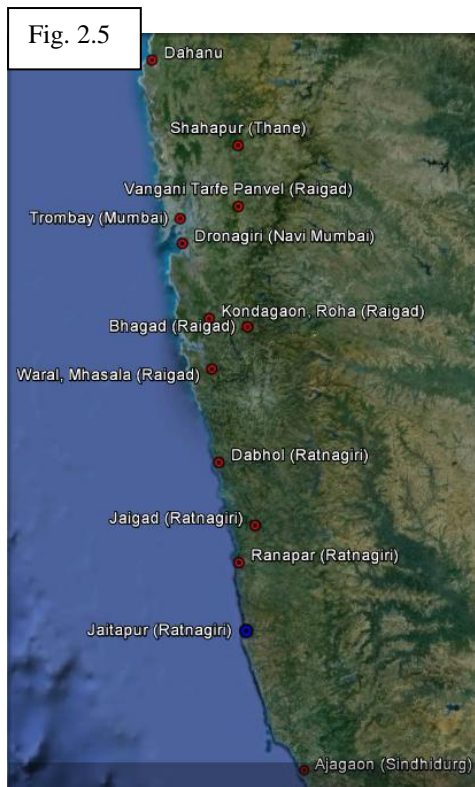 Fig. 2.5
Dahanu
Shahapur (Thane)
Vangani Tarfe Panvel (Raigad)
Trombay (Mumbai)
Dronagiri (Navi Mumbai)
Kondagaon, Roha (Raigad)
Bhagad (Raigad)
Waral, Mhasala (Raigad)
Dabhol (Ratnagiri)
Jaigad (Ratnagiri)
Ranapar (Ratnagiri)
Jaitapur (Ratnagiri)
Ajagaon (Sindhidurg)